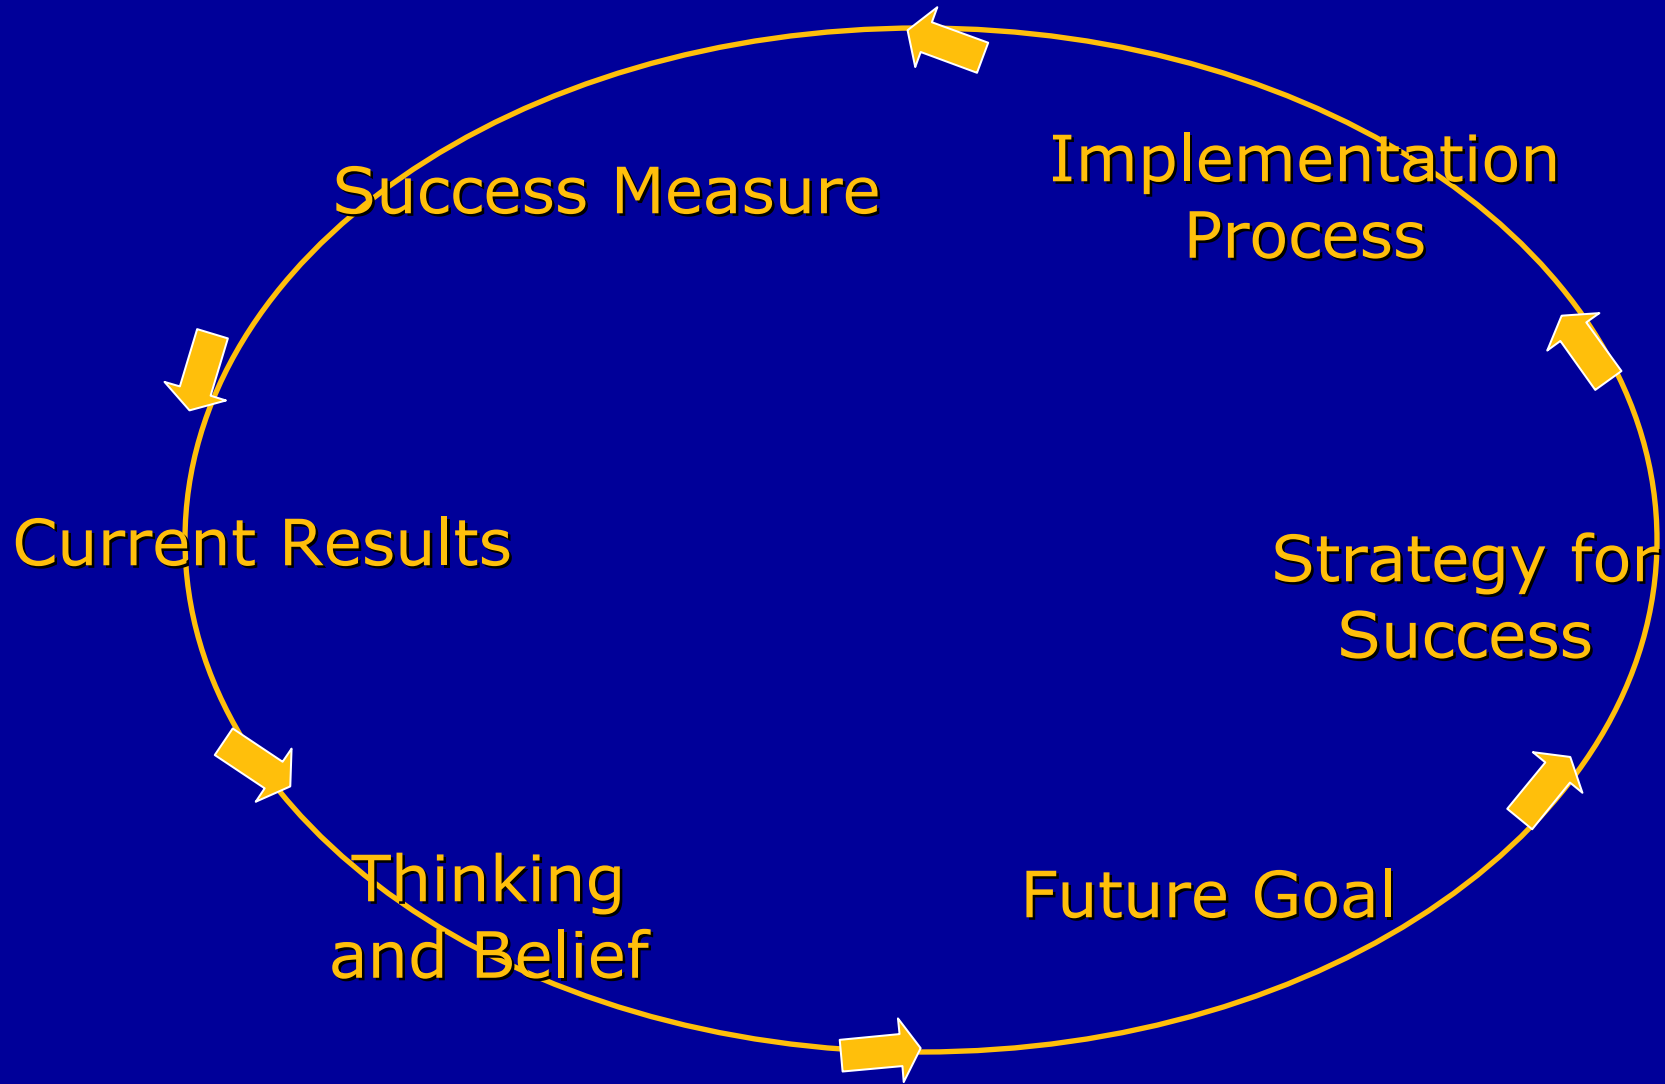 Implementation
Process
Success Measure
Current Results
Strategy for
Success
Thinking
and Belief
Future Goal